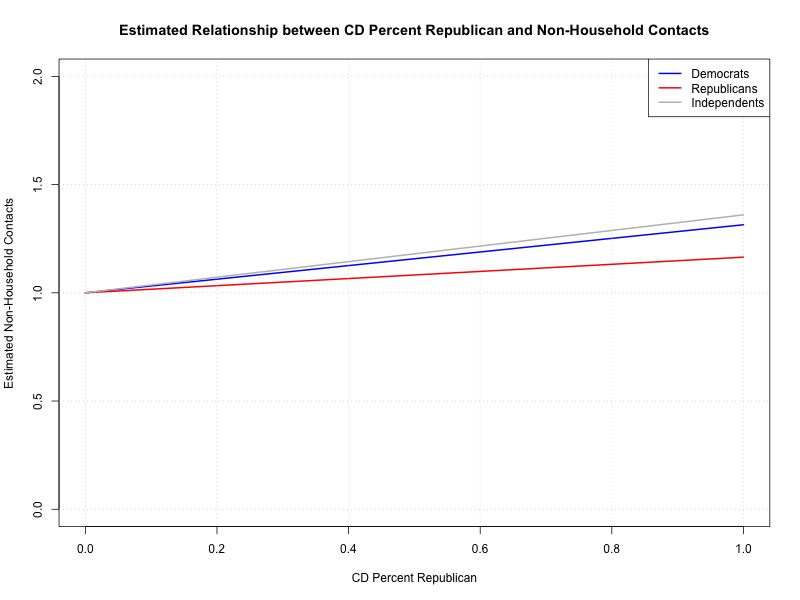 Estimated Relationship between CD Percent Republican and Non-Household Contacts
Democrats
Republicans
Independents
Estimated Non-Household Contacts
2.0
1.5
1.0
0.5
0.0
0.0 0.2 0.4 0.6 0.8 1.0
CD Percent Republican